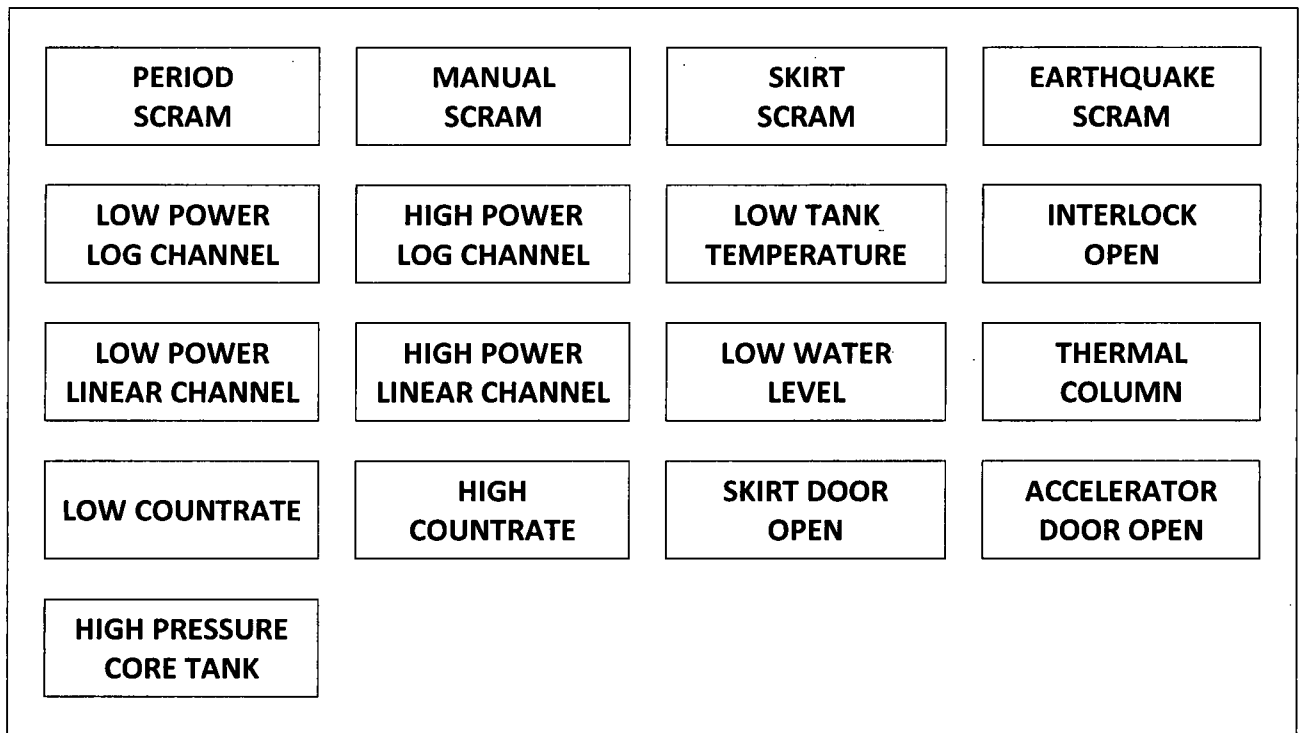 PERIOD
SCRAM
MANUAL
SCRAM
SKIRT
SCRAM
EARTHQUAKE
SCRAM
LOW POWER
LOG CHANNEL
HIGH POWER
LOG CHANNEL
LOW TANK
TEMPERATURE
INTERLOCK
OPEN
LOW POWER
LINEAR CHANNEL
HIGH POWER
LINEAR CHANNEL
LOW WATER
LEVEL
THERMAL
COLUMN
LOW COUNTRATE
HIGH
COUNTRATE
SKIRT DOOR
OPEN
ACCELERATOR
DOOR OPEN
HIGH PRESSURE
CORE TANK